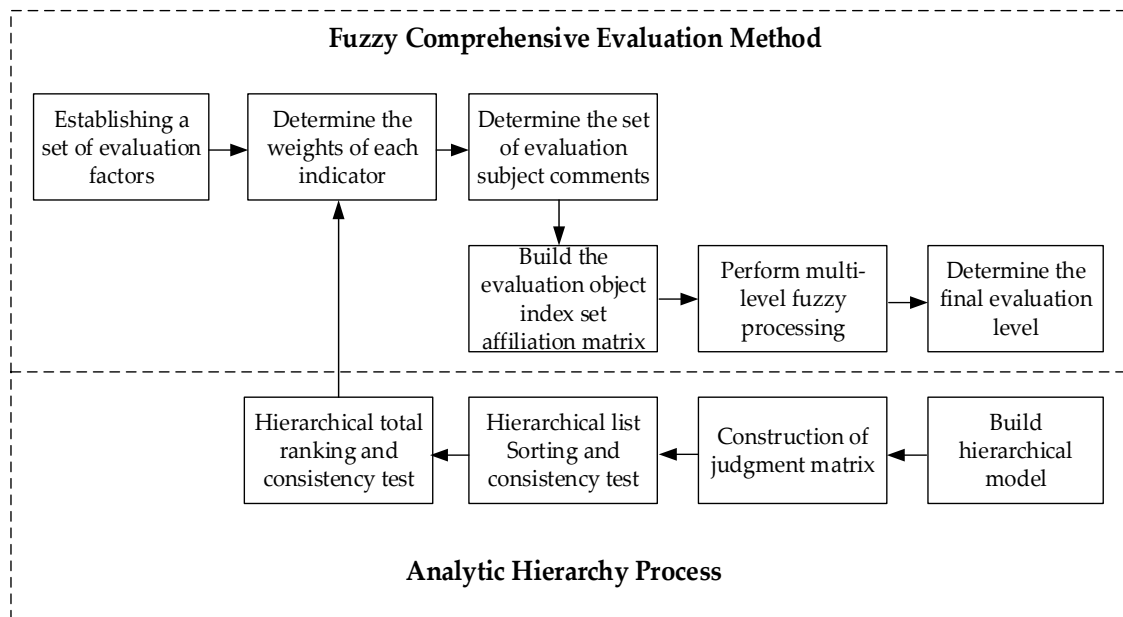 Fuzzy Comprehensive Evaluation Method
Establishing a
set of evaluation
factors
Determine the
weights of each
indicator
Determine the set
of evaluation
subject comments
Build the
evaluation object
index set
affiliation matrix
Perform multi-
level fuzzy
processing
Determine the
final evaluation
level
Hierarchical total
ranking and
consistency test
Hierarchical list
Sorting and
consistency test
Construction of
judgment matrix
Build
hierarchical
model
Analytic Hierarchy Process